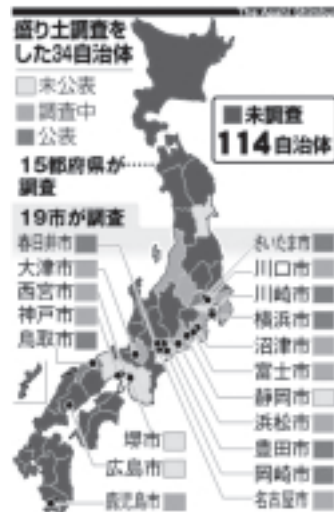 The Asahi Shimbun
盛り土調査を
した34自治体
未公表
調査中
公表
未調査
114自治体
15都府県が
調査
19市が調査
春日井市
大津市
西宮市
神戸市
鳥取市
堺市
広島市
鹿児島市
さいたま市
川口市
川崎市
横浜市
沼津市
富士市
静岡市
浜松市
豊田市
岡崎市
名古屋市